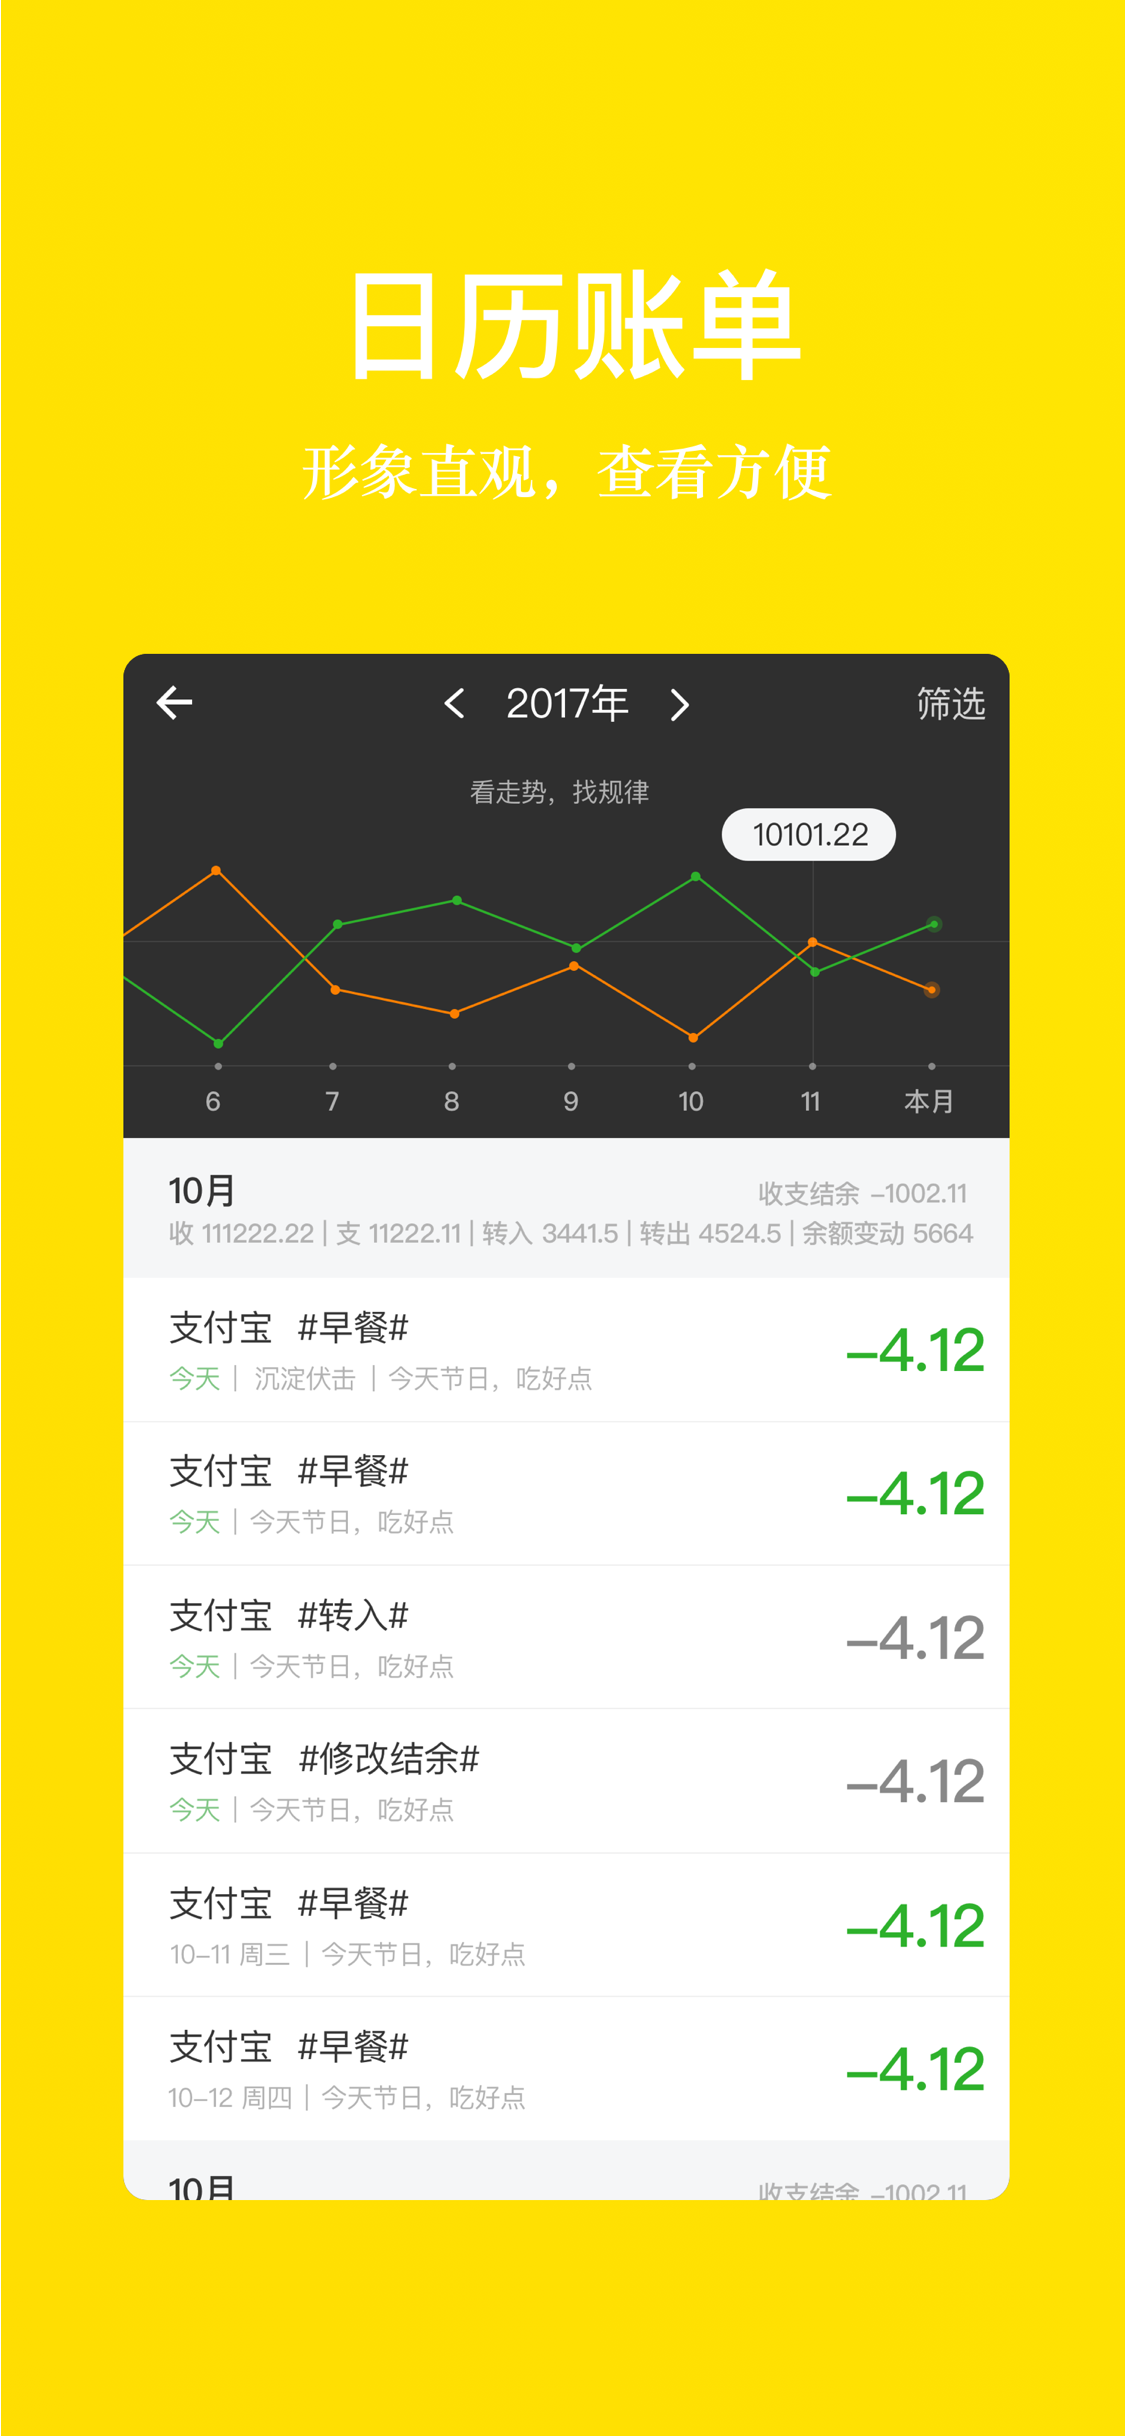 日历账单
形象直观，查看方便
2017年
筛选
看走势，找规律
10101.22
6 7 8 9 10 11 本月
10月
收支结余 -1002.11
收 111222.22 | 支 11222.11 | 转入 3441.5 | 转出 4524.5 | 余额变动 5664
支付宝 #早餐#
-4.12
今天 | 沉淀伏击 | 今天节日，吃好点
支付宝 #早餐#
-4.12
今天 | 今天节日，吃好点
支付宝 #转入#
-4.12
今天 | 今天节日，吃好点
支付宝 #修改结余#
-4.12
今天 | 今天节日，吃好点
支付宝 #早餐#
-4.12
10-11 周三 | 今天节日，吃好点
支付宝 #早餐#
-4.12
10-12 周四 | 今天节日，吃好点
10月
收支结余 -1002.11